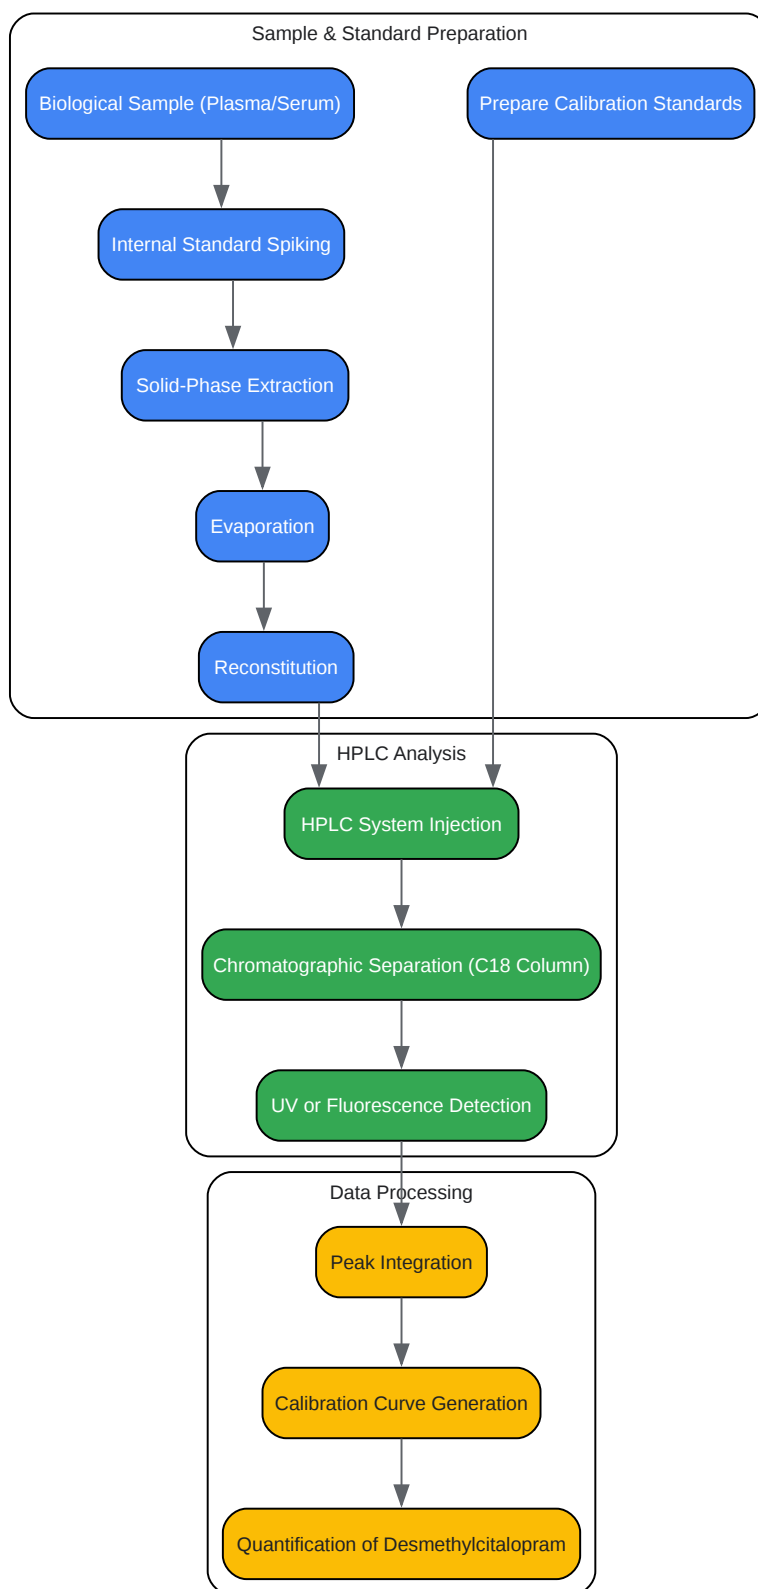 Sample & Standard Preparation
Biological Sample (Plasma/Serum)
Prepare Calibration Standards
Internal Standard Spiking
Solid-Phase Extraction
Evaporation
Reconstitution
HPLC Analysis
HPLC System Injection
Chromatographic Separation (C18 Column)
UV or Fluorescence Detection
Data Processing
Peak Integration
Calibration Curve Generation
Quantification of Desmethylcitalopram